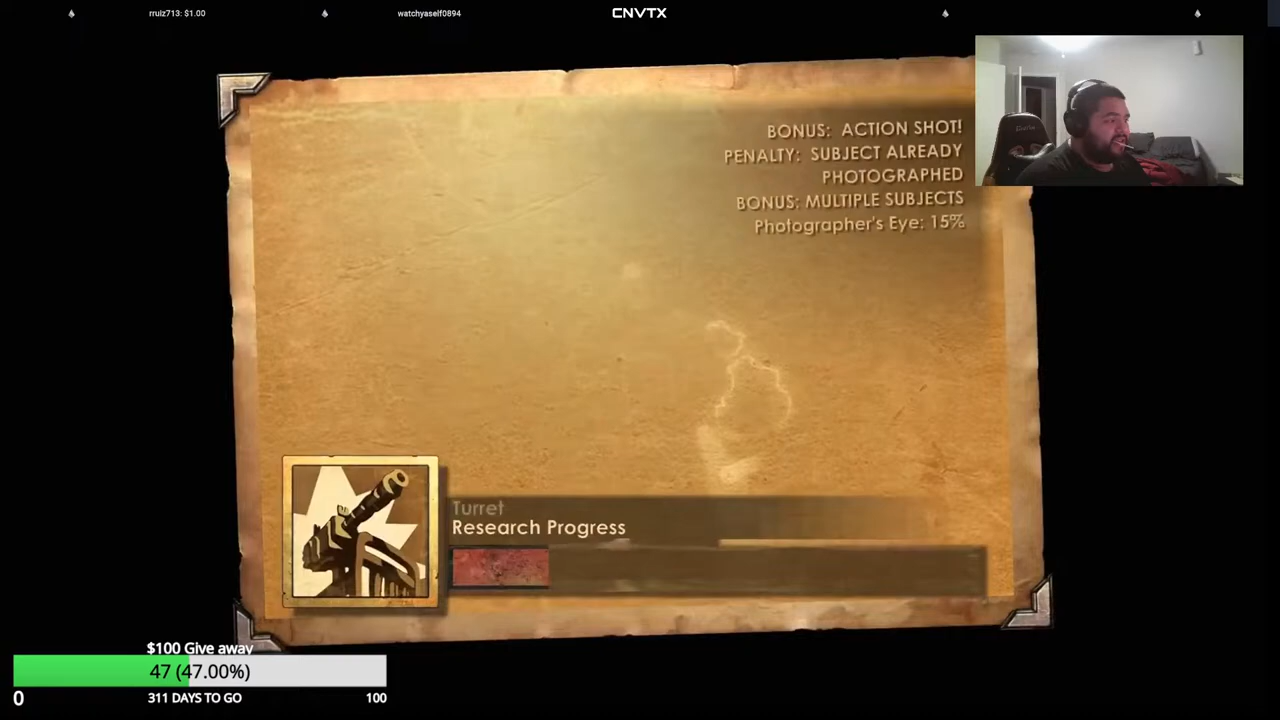 rruiz713: $1.00
watchyaself0894
CNVTX
BONUS: ACTION SHOT!
PENALTY: SUBJECT ALREADY
PHOTOGRAPHED
BONUS: MULTIPLE SUBJECTS
Photographer's Eye: 15%
Turret
Research Progress
$100 Give away
47 (47.00%)
0
311 DAYS TO GO
100